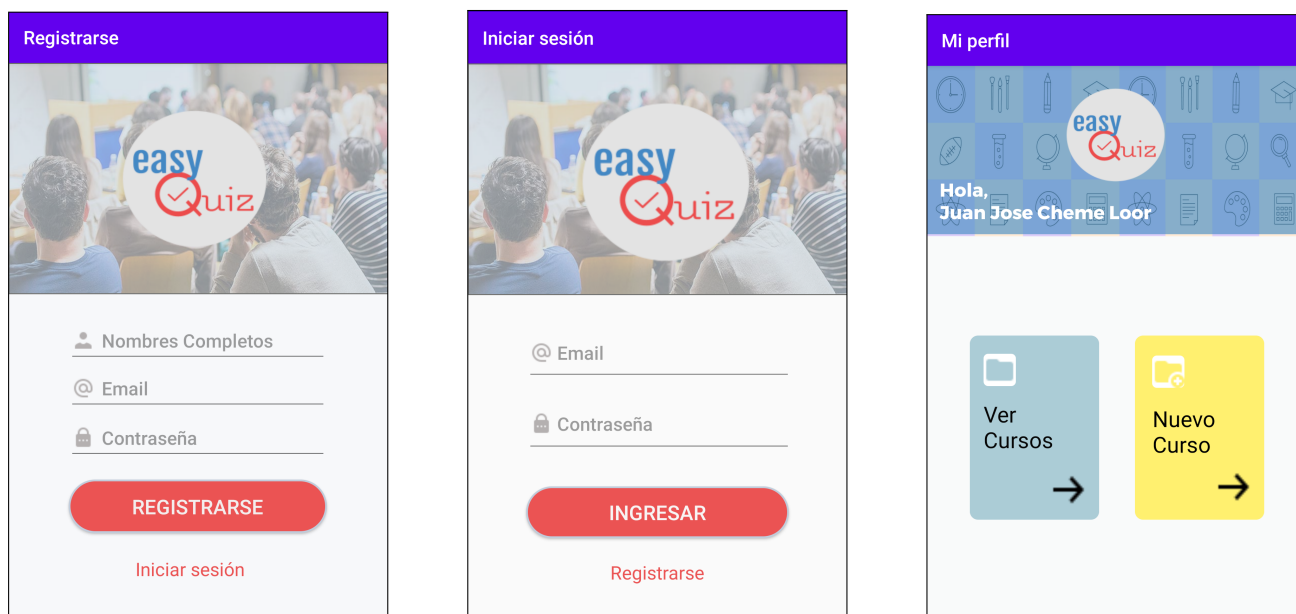 Registrarse
easy
Quiz
Nombres Completos
@ Email
Contraseña
REGISTRARSE
Iniciar sesión
Iniciar sesión
easy
Quiz
@ Email
Contraseña
INGRESAR
Registrarse
Mi perfil
easy
Quiz
Hola,
Juan Jose Cheme Loor
Ver
Cursos
Nuevo
Curso